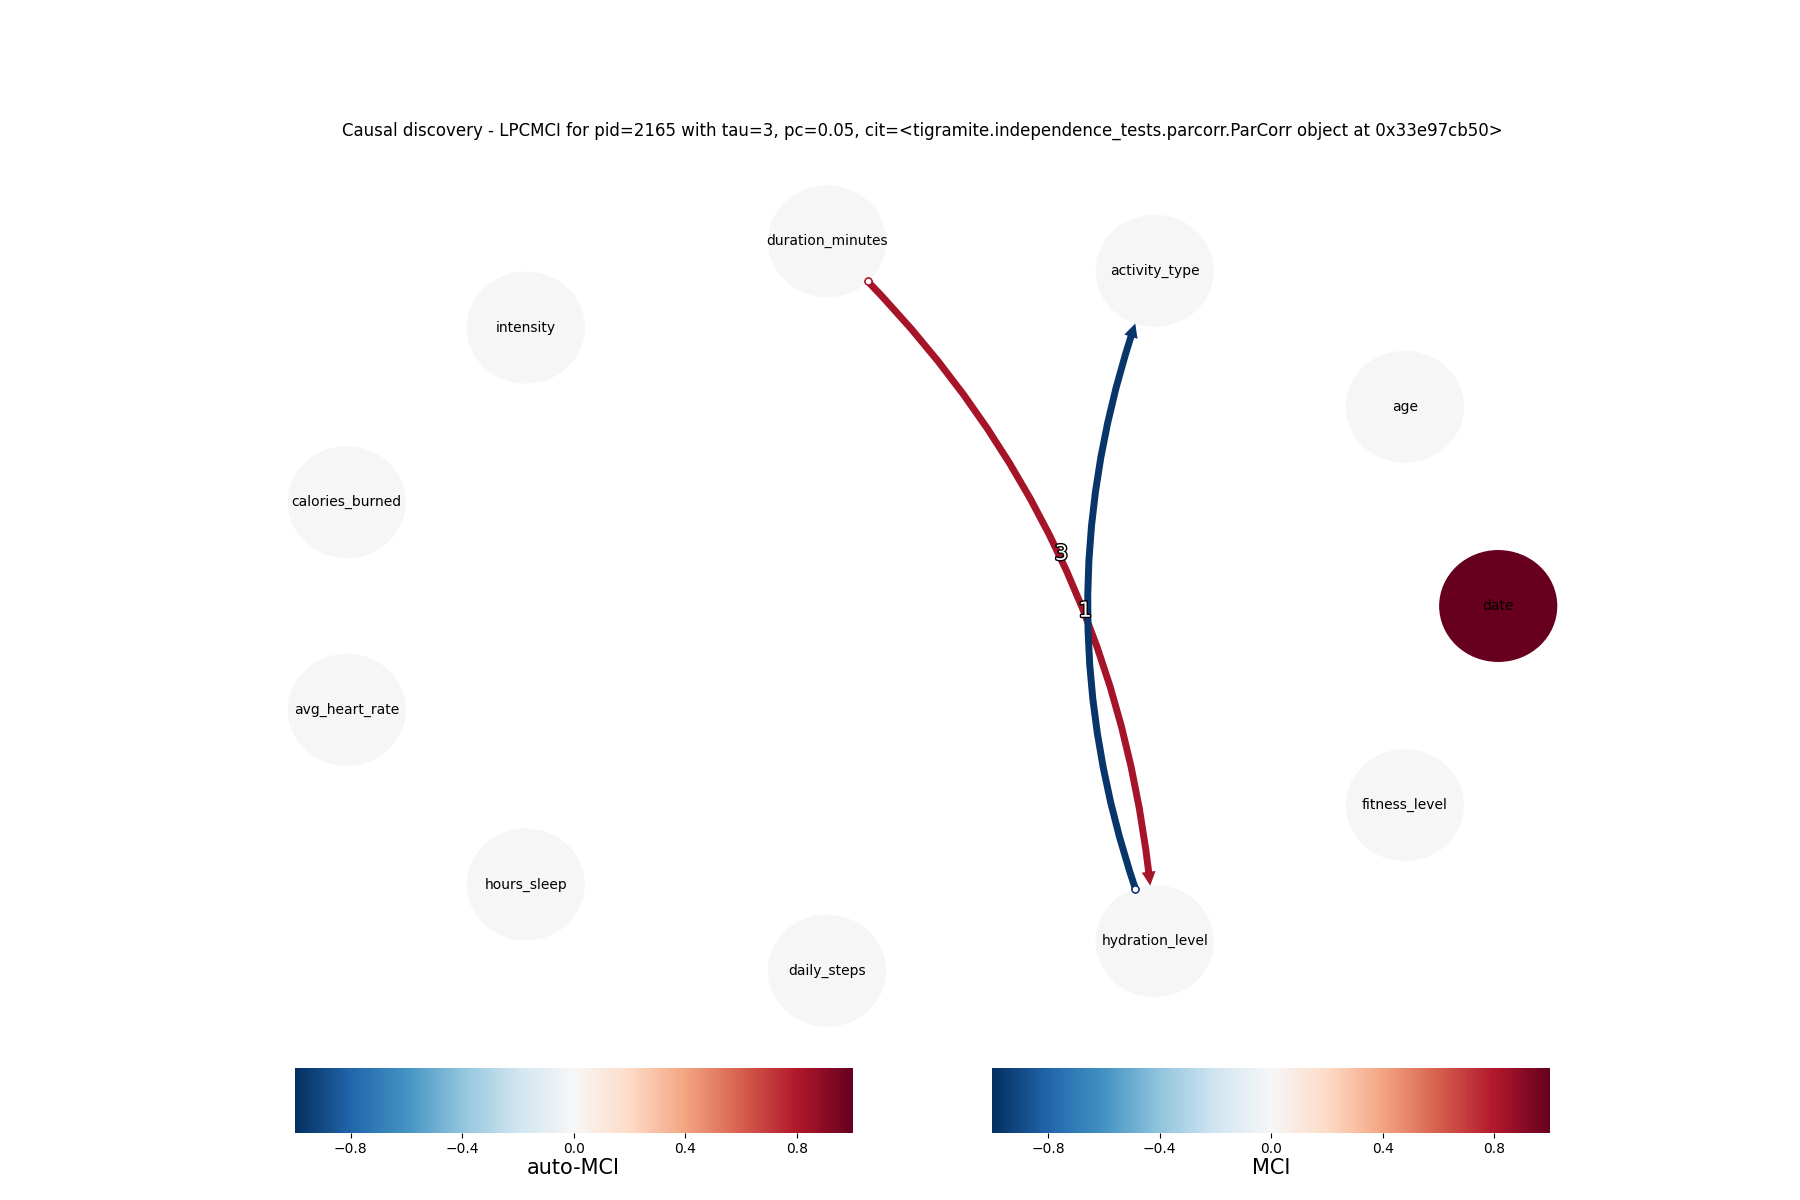 Causal discovery - LPCMCI for pid=2165 with tau=3, pc=0.05, cit=<tigramite.independence_tests.parcorr.ParCorr object at 0x33e97cb50>
duration_minutes
activity_type
intensity
age
calories_burned
3
date
1
avg_heart_rate
fitness_level
hours_sleep
hydration_level
daily_steps
−0.8 −0.4 0.0 0.4 0.8
auto-MCI
−0.8 −0.4 0.0 0.4 0.8
MCI